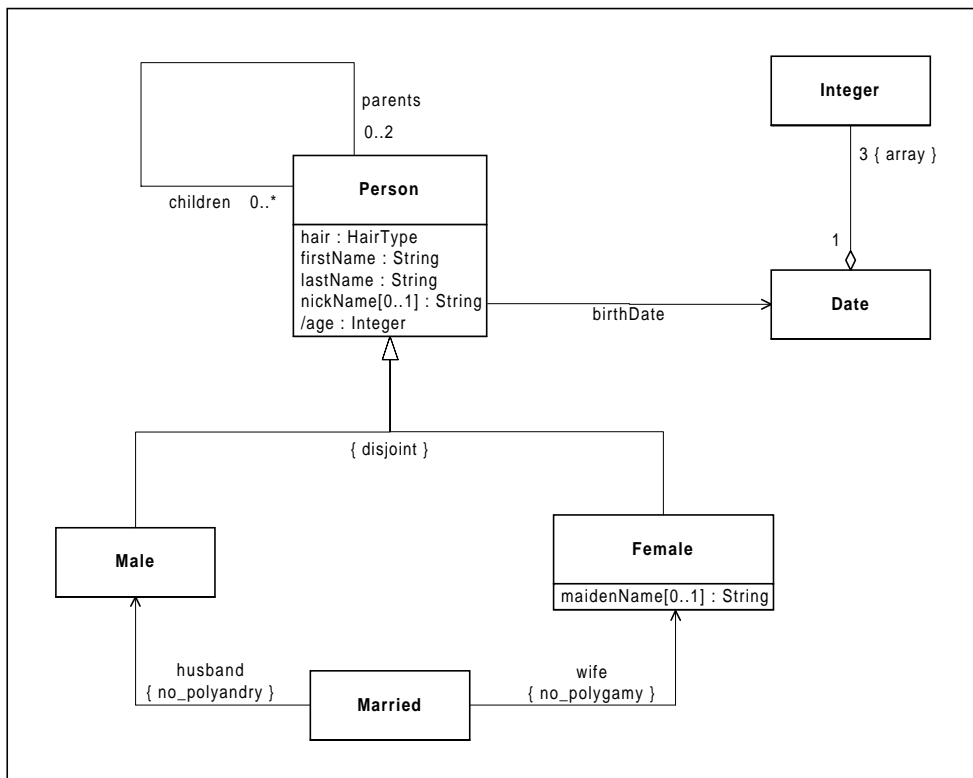 parents
0..2
Integer
3 { array }
Person
children 0..*
hair : HairType
firstName : String
lastName : String
nickName[0..1] : String
/age : Integer
1
birthDate
Date
{ disjoint }
Male
Female
maidenName[0..1] : String
husband
{ no_polyandry }
Married
wife
{ no_polygamy }